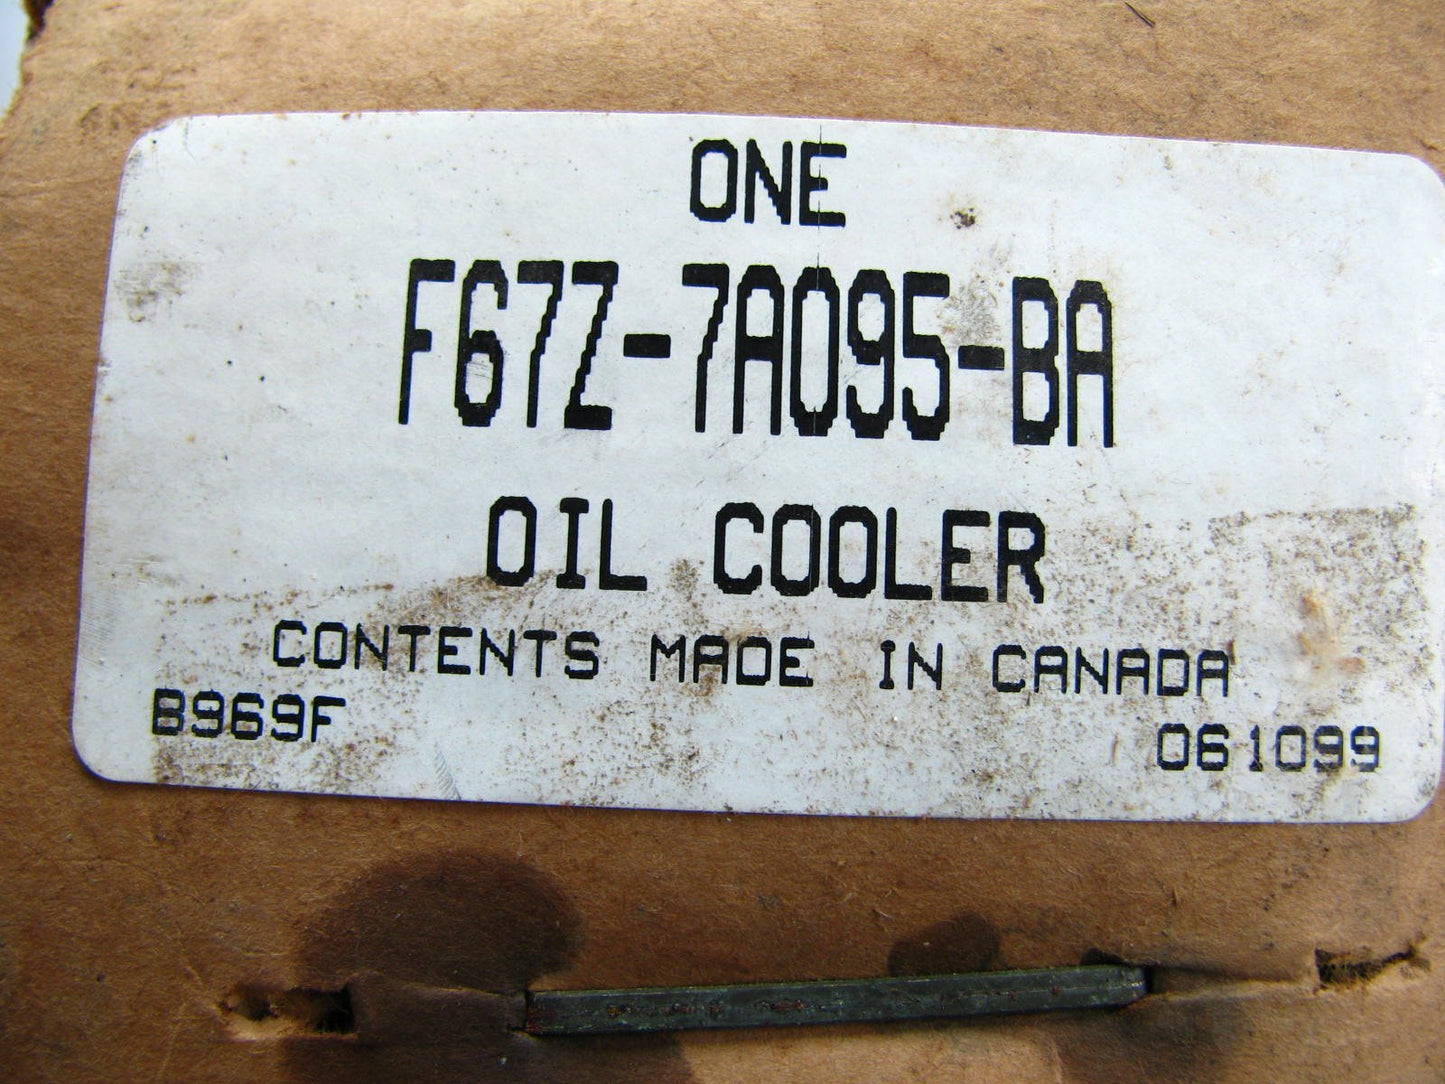 ONE
F67Z-7A095-BA
OIL COOLER
CONTENTS MADE IN CANADA
B969F 061099